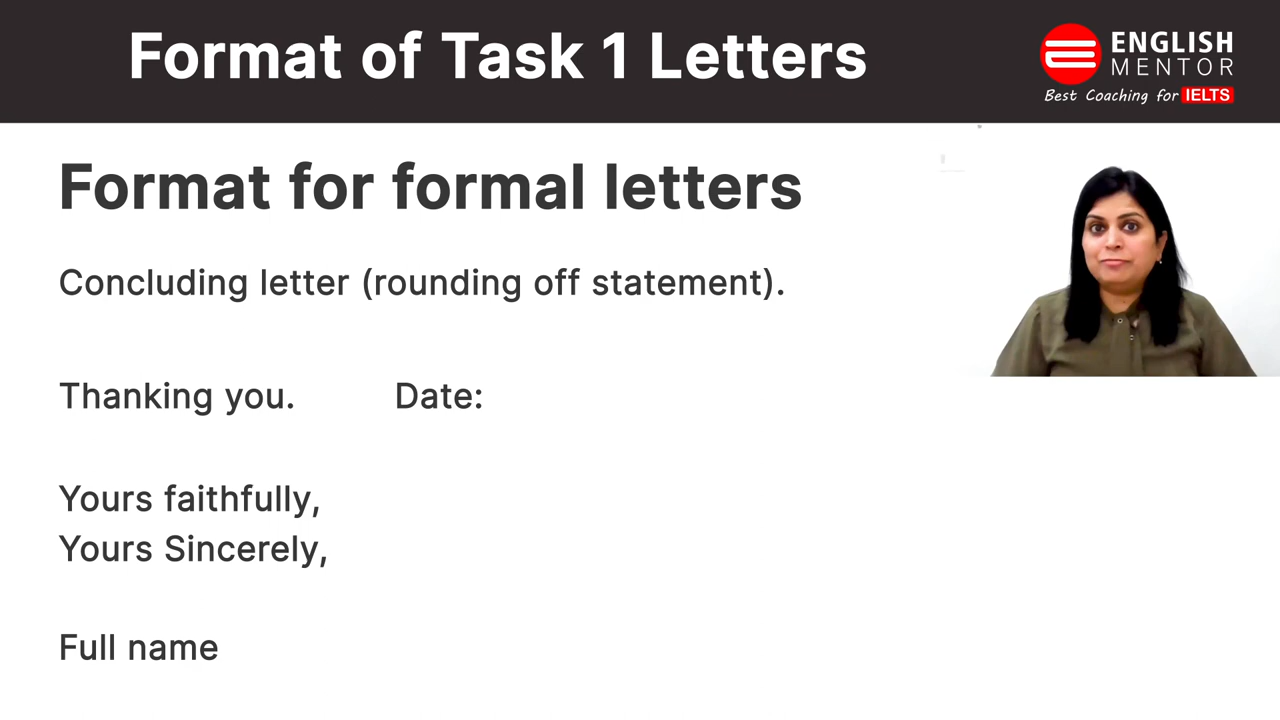 Format of Task 1 Letters
ENGLISH
MENTOR
Best Coaching for IELTS
Format for formal letters
Concluding letter (rounding off statement).
Thanking you. Date:
Yours faithfully,
Yours Sincerely,
Full name